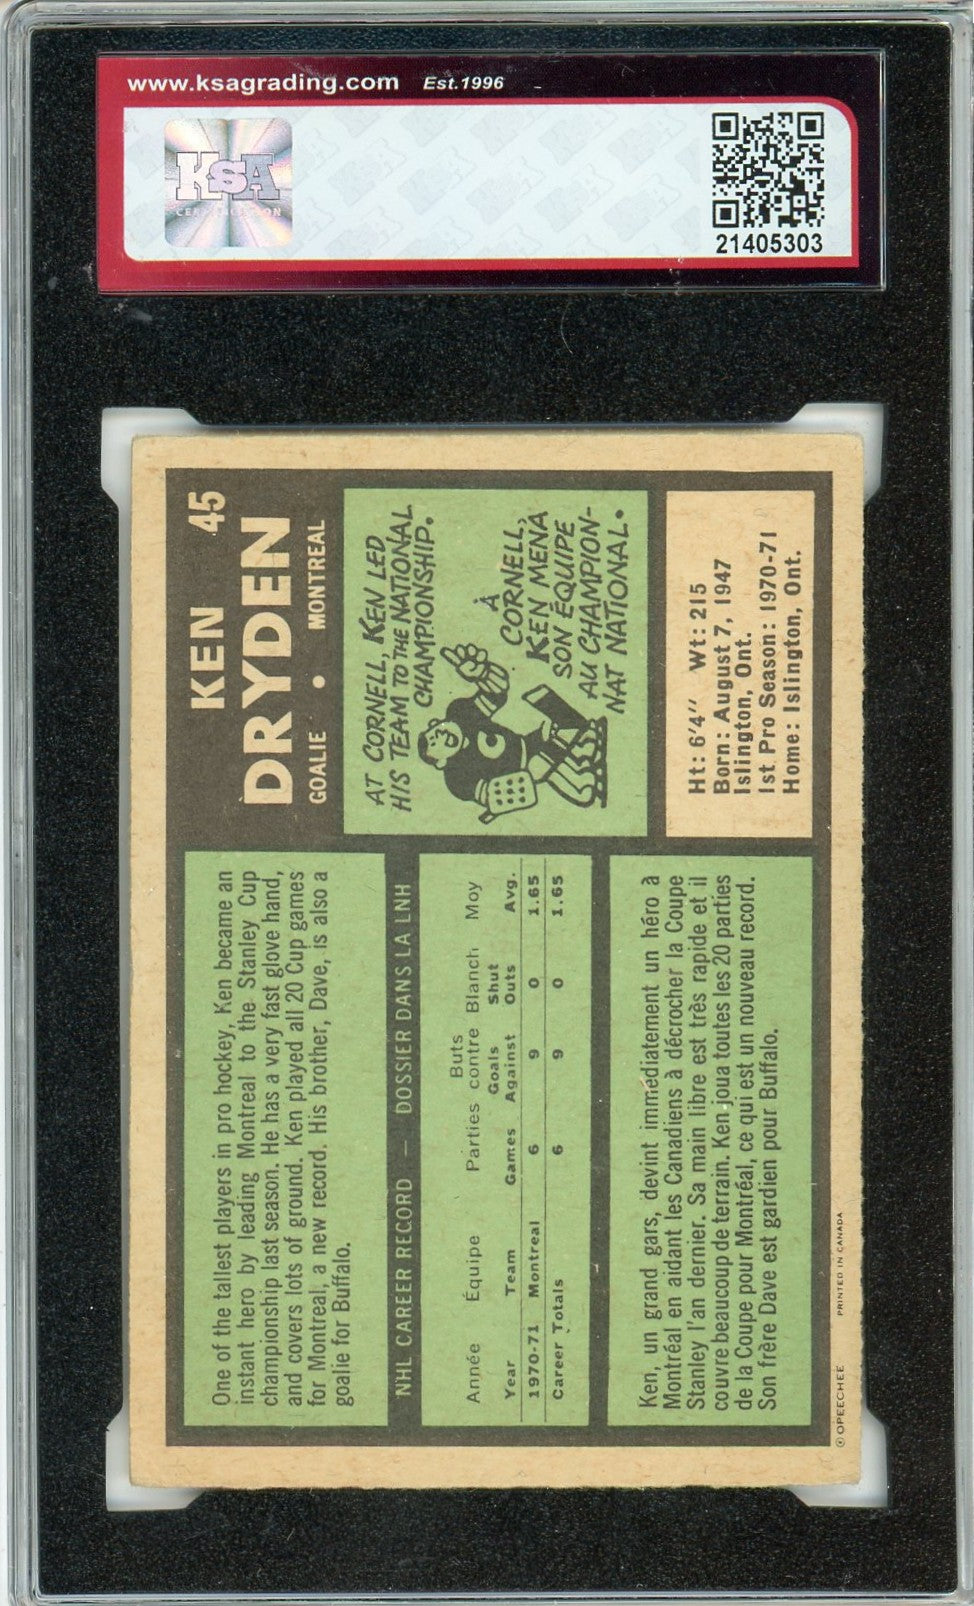 www.ksagrading.com Est.1996
KSA
CERTIFICATION
21405303
KEN 45
DRYDEN
GOALIE • MONTREAL
AT CORNELL, KEN LED
HIS TEAM TO THE NATIONAL
CHAMPIONSHIP.
C
À
CORNELL,
KEN MENA
SON ÉQUIPE
AU CHAMPION-
NAT NATIONAL.
Ht: 6'4" Wt: 215
Born: August 7, 1947
Islington, Ont.
1st Pro Season: 1970-71
Home: Islington, Ont.
One of the tallest players in pro hockey, Ken became an
instant hero by leading Montreal to the Stanley Cup
championship last season. He has a very fast glove hand,
and covers lots of ground. Ken played all 20 Cup games
for Montreal, a new record. His brother, Dave, is also a
goalie for Buffalo.
NHL CAREER RECORD — DOSSIER DANS LA LNH
Buts
Année Équipe Parties contre Blanch Moy
Goals Shut
Year Team Games Against Outs Avg.
1970-71 Montreal 6 9 0 1.65
Career Totals 6 9 0 1.65
Ken, un grand gars, devint immédiatement un héro à
Montréal en aidant les Canadiens à décrocher la Coupe
Stanley l'an dernier. Sa main libre est très rapide et il
couvre beaucoup de terrain. Ken joua toutes les 20 parties
de la Coupe pour Montréal, ce qui est un nouveau record.
Son frère Dave est gardien pour Buffalo.
© OPEECHEE PRINTED IN CANADA